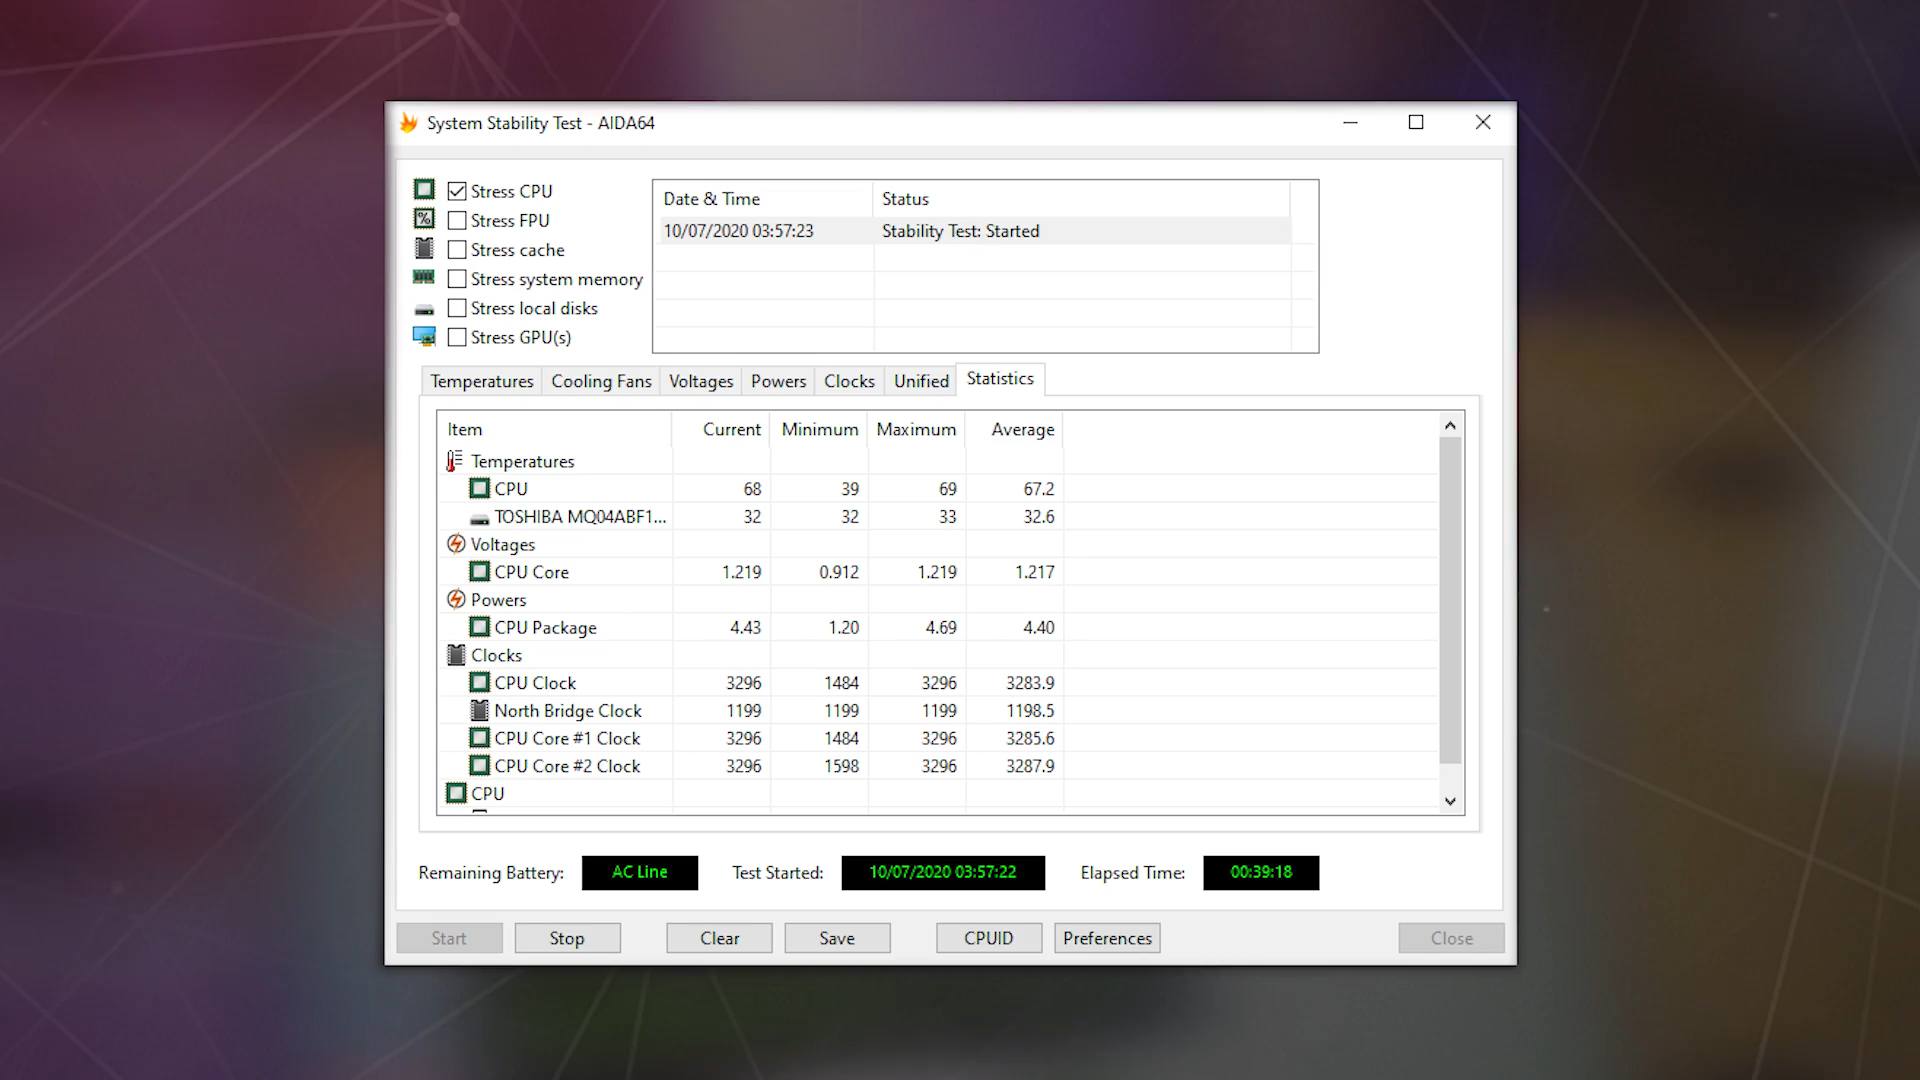 System Stability Test - AIDA64
Stress CPU
Stress FPU
Stress cache
Stress system memory
Stress local disks
Stress GPU(s)
Date & Time Status
10/07/2020 03:57:23 Stability Test: Started
Temperatures Cooling Fans Voltages Powers Clocks Unified Statistics
Item Current Minimum Maximum Average
Temperatures
CPU 68 39 69 67.2
TOSHIBA MQ04ABF1... 32 32 33 32.6
Voltages
CPU Core 1.219 0.912 1.219 1.217
Powers
CPU Package 4.43 1.20 4.69 4.40
Clocks
CPU Clock 3296 1484 3296 3283.9
North Bridge Clock 1199 1199 1199 1198.5
CPU Core #1 Clock 3296 1484 3296 3285.6
CPU Core #2 Clock 3296 1598 3296 3287.9
CPU
Remaining Battery: AC Line Test Started: 10/07/2020 03:57:22 Elapsed Time: 00:39:18
Start Stop Clear Save CPUID Preferences Close